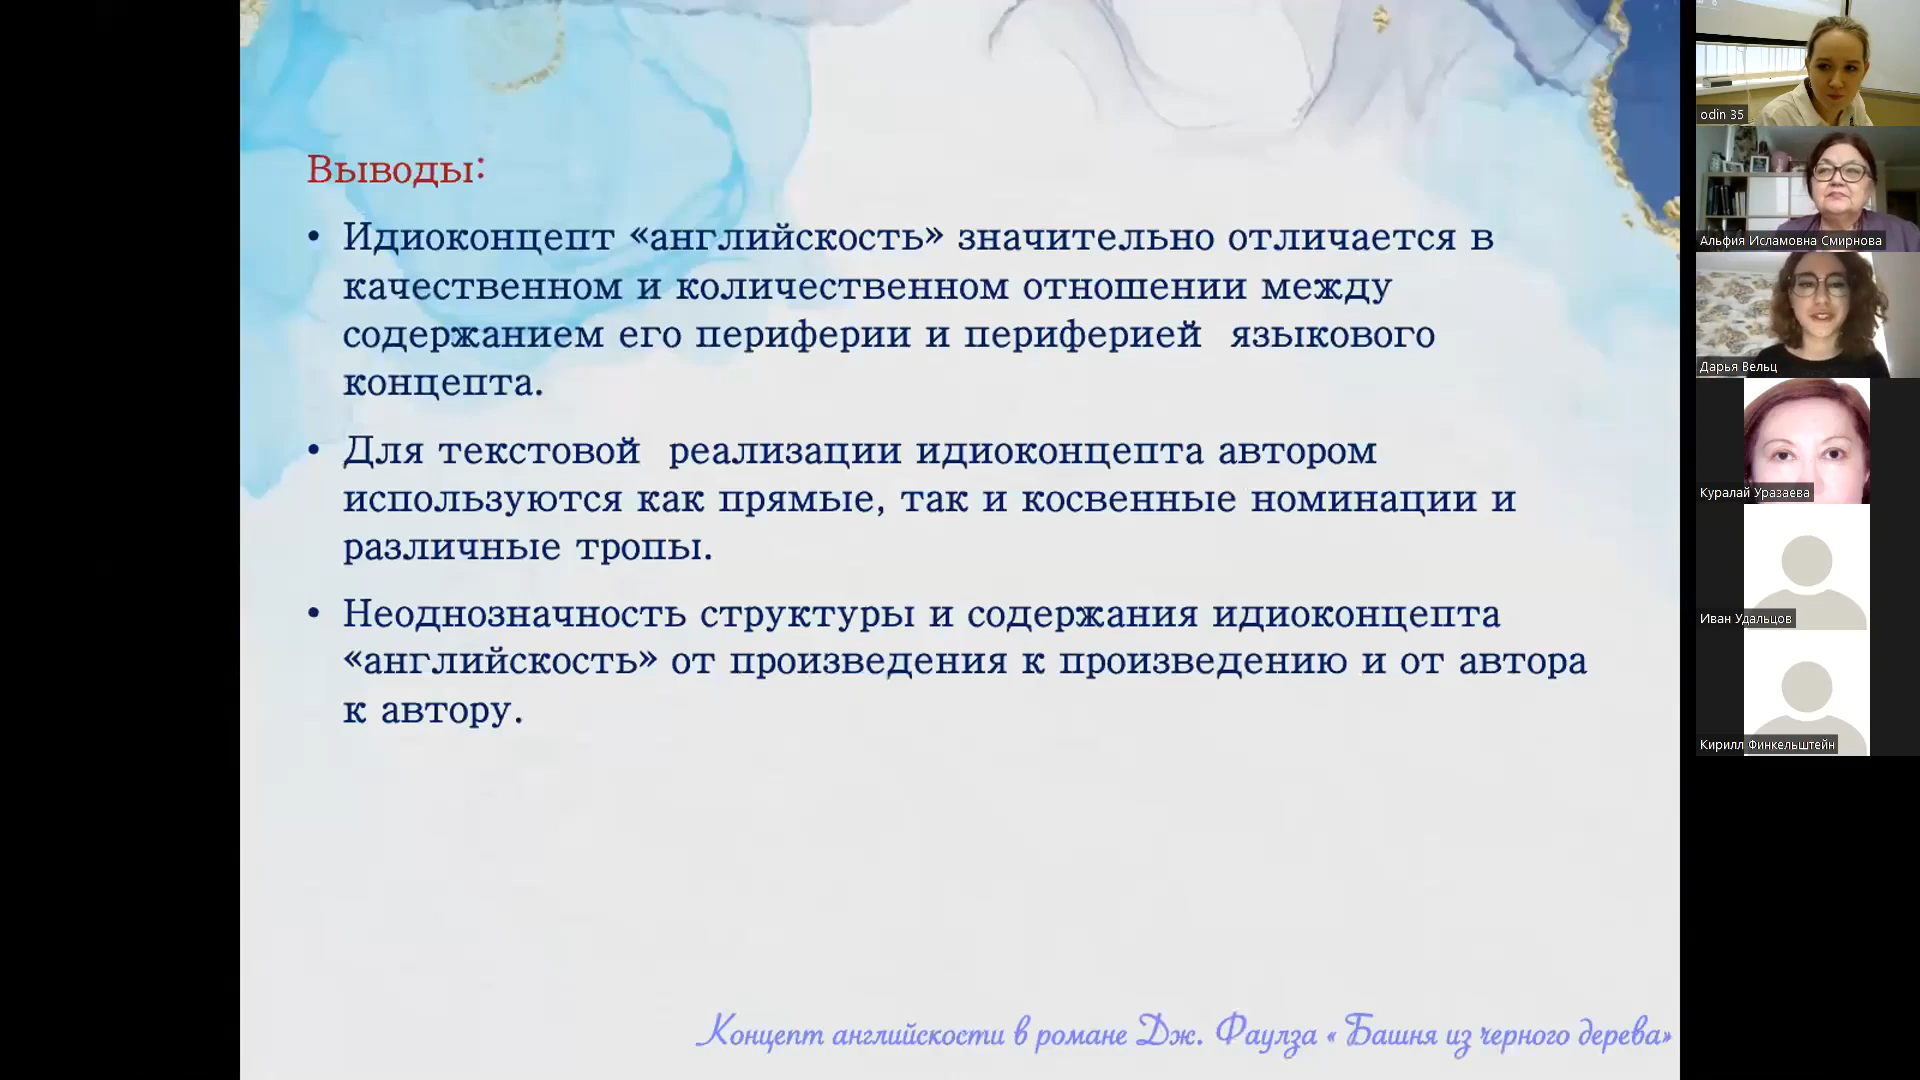 Выводы:
• Идиоконцепт «английскость» значительно отличается в
качественном и количественном отношении между
содержанием его периферии и периферией языкового
концепта.
• Для текстовой реализации идиоконцепта автором
используются как прямые, так и косвенные номинации и
различные тропы.
• Неоднозначность структуры и содержания идиоконцепта
«английскость» от произведения к произведению и от автора
к автору.
Концепт английскости в романе Дж. Фаулза « Башня из черного дерева»
odin 35
Альфия Исламовна Смирнова
Дарья Вельц
Куралай Уразаева
Иван Удальцов
Кирилл Финкельштейн